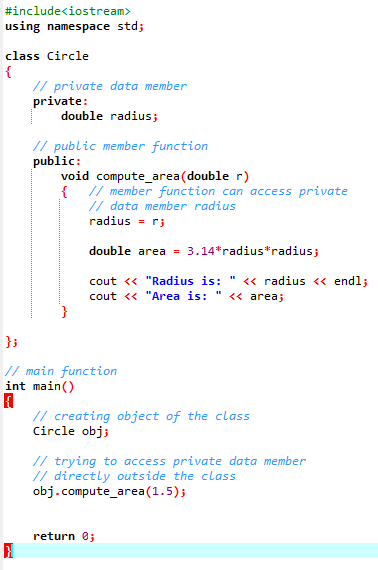 #include<iostream>
using namespace std;
class Circle
{
// private data member
private:
double radius;
// public member function
public:
void compute_area(double r)
{ // member function can access private
// data member radius
radius = r;
double area = 3.14*radius*radius;
cout << "Radius is: " << radius << endl;
cout << "Area is: " << area;
}
};
// main function
int main()
{
// creating object of the class
Circle obj;
// trying to access private data member
// directly outside the class
obj.compute_area(1.5);
return 0;
}